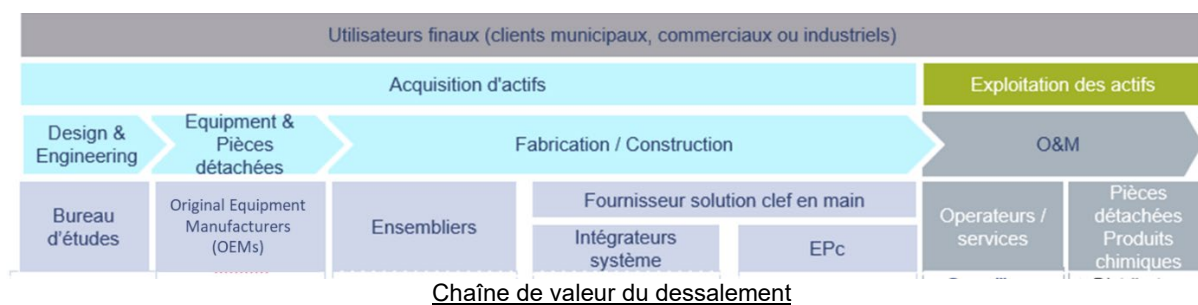 Utilisateurs finaux (clients municipaux, commerciaux ou industriels)
Acquisition d'actifs
Exploitation des actifs
Design &
Engineering
Equipment &
Pièces
détachées
Fabrication / Construction
O&M
Bureau
d'études
Original Equipment
Manufacturers
(OEMs)
Ensembliers
Fournisseur solution clef en main
Intégrateurs
système
EPc
Operateurs /
services
Pièces
détachées
Produits
chimiques
Chaîne de valeur du dessalement